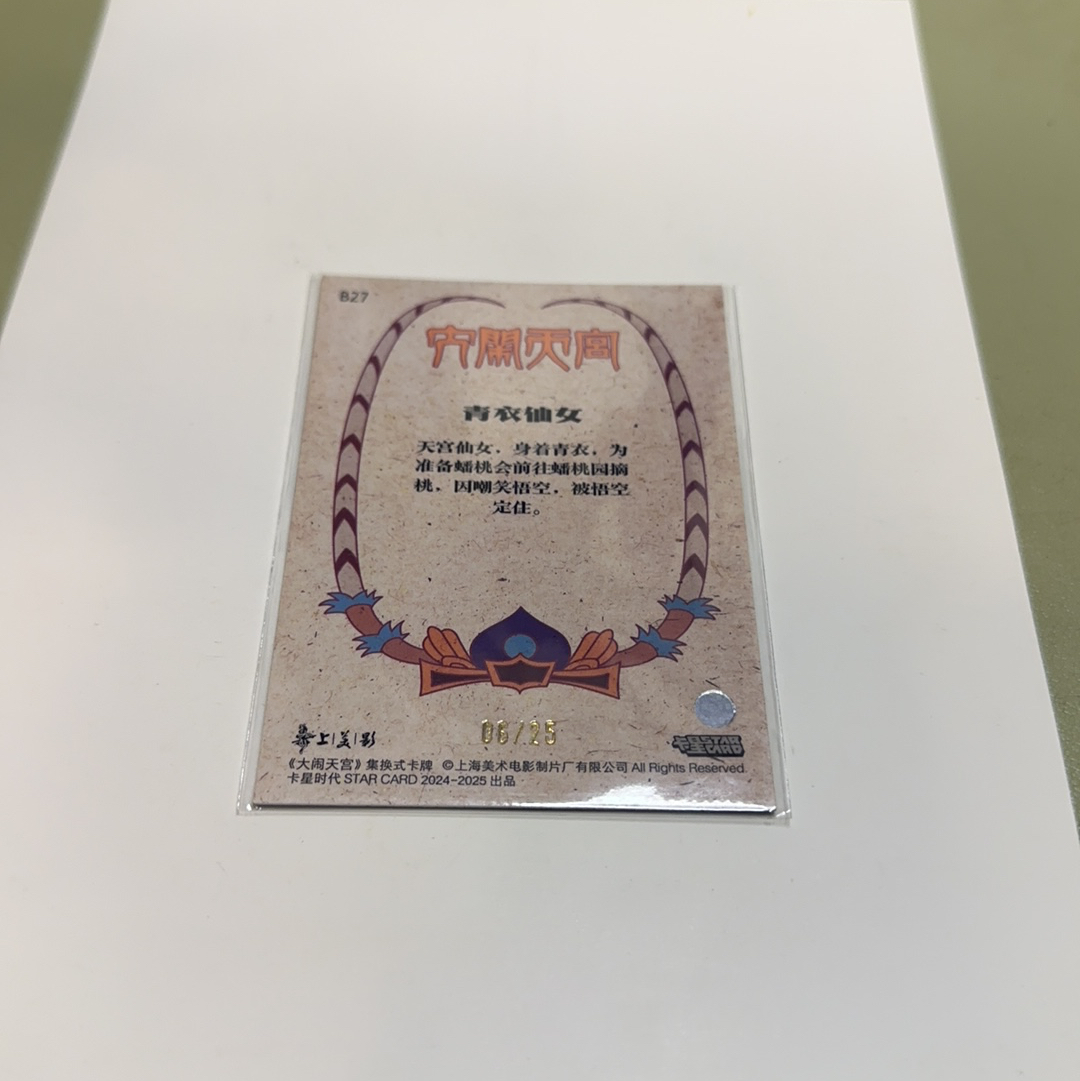 B27
大鬧天宮
青衣仙女
天宫仙女，身着青衣，为
准备蟠桃会前往蟠桃园摘
桃，因嘲笑悟空，被悟空
定住。
06/25
上美影
卡星STAR CARD
《大闹天宫》集换式卡牌 ©上海美术电影制片厂有限公司 All Rights Reserved.
卡星时代 STAR CARD 2024-2025 出品